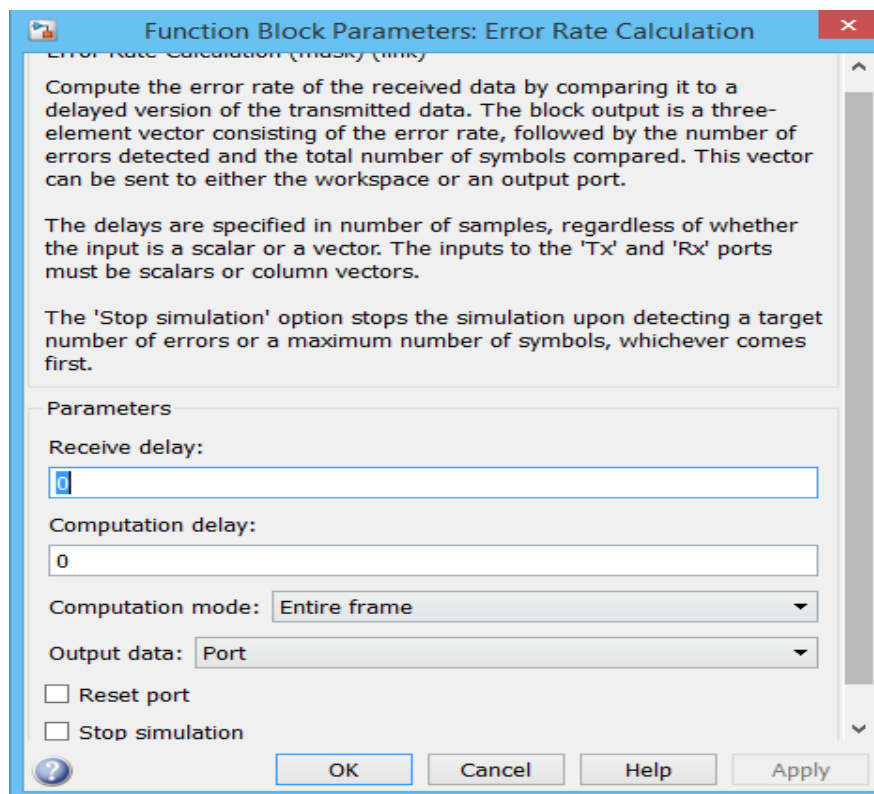 Function Block Parameters: Error Rate Calculation
Error Rate Calculation (mask) (link)
Compute the error rate of the received data by comparing it to a
delayed version of the transmitted data. The block output is a three-
element vector consisting of the error rate, followed by the number of
errors detected and the total number of symbols compared. This vector
can be sent to either the workspace or an output port.
The delays are specified in number of samples, regardless of whether
the input is a scalar or a vector. The inputs to the 'Tx' and 'Rx' ports
must be scalars or column vectors.
The 'Stop simulation' option stops the simulation upon detecting a target
number of errors or a maximum number of symbols, whichever comes
first.
Parameters
Receive delay:
0
Computation delay:
0
Computation mode: Entire frame
Output data: Port
Reset port
Stop simulation
OK Cancel Help Apply